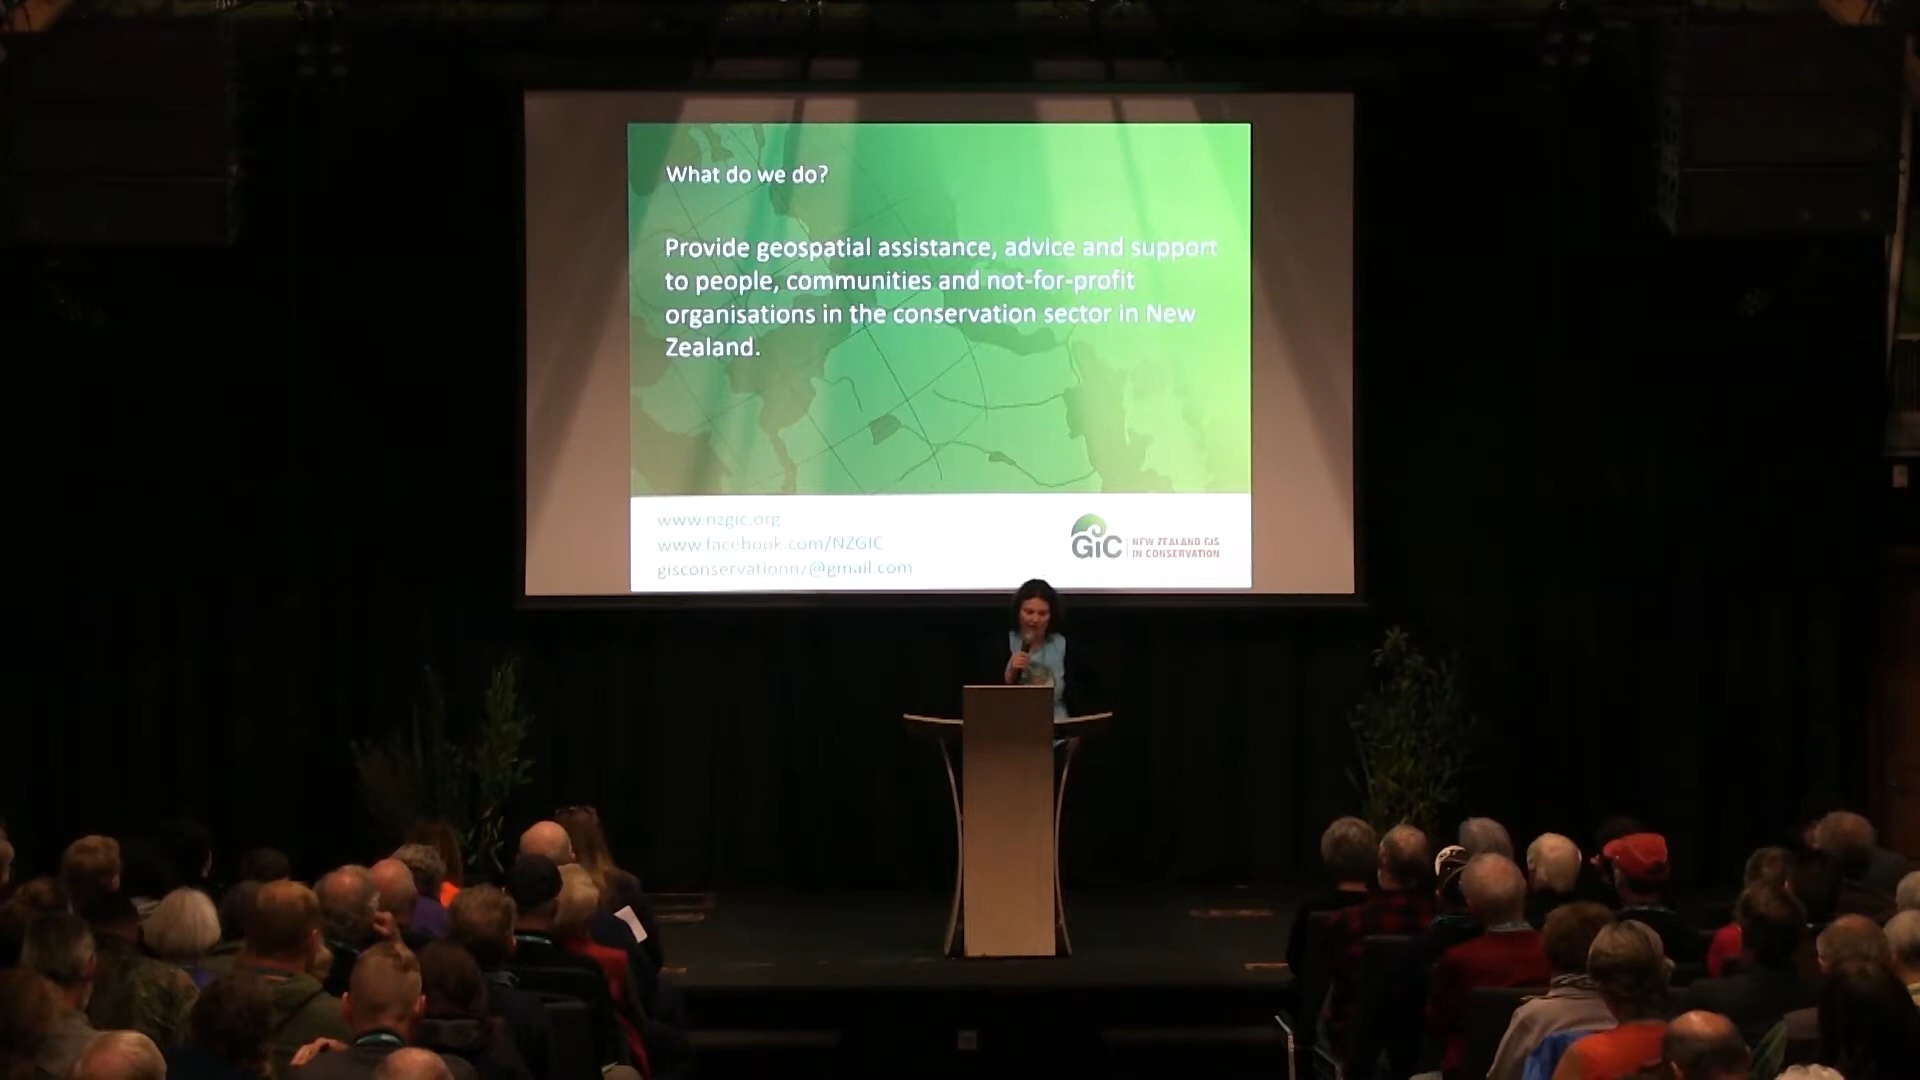 What do we do?
Provide geospatial assistance, advice and support
to people, communities and not-for-profit
organisations in the conservation sector in New
Zealand.
www.nzgic.org
www.facebook.com/NZGIC
gisconservationnz@gmail.com
GiC NEW ZEALAND GIS
IN CONSERVATION